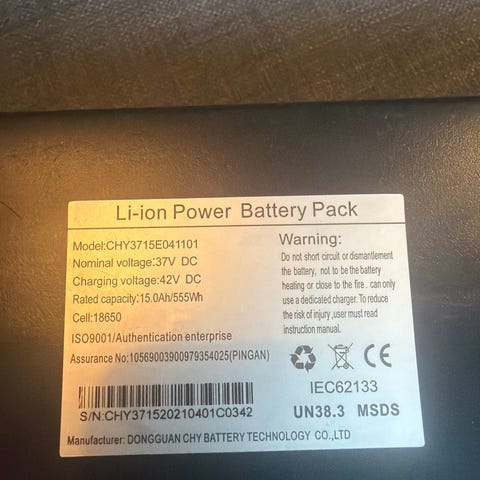 Li-ion Power Battery Pack
Model:CHY3715E041101
Nominal voltage:37V DC
Charging voltage:42V DC
Rated capacity:15.0Ah/555Wh
Cell:18650
ISO9001/Authentication enterprise
Assurance No:10569003900979354025(PINGAN)
S/N:CHY371520210401C0342
Manufacturer: DONGGUAN CHY BATTERY TECHNOLOGY CO.,LTD
Warning:
Do not short circuit or dismantlement
the battery, not to be the battery
heating or close to the fire , can only
use a dedicated charger. To reduce
the risk of injury ,user must read
instruction manual.
CE
IEC62133
UN38.3 MSDS